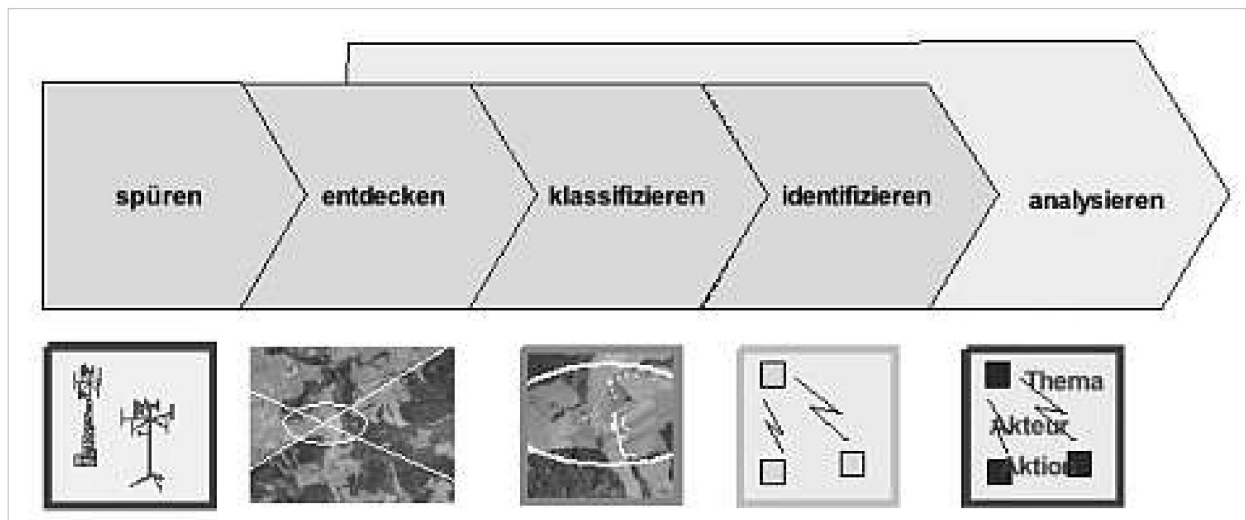 spüren
entdecken
klassifizieren
identifizieren
analysieren
Thema
Akteur
Aktion